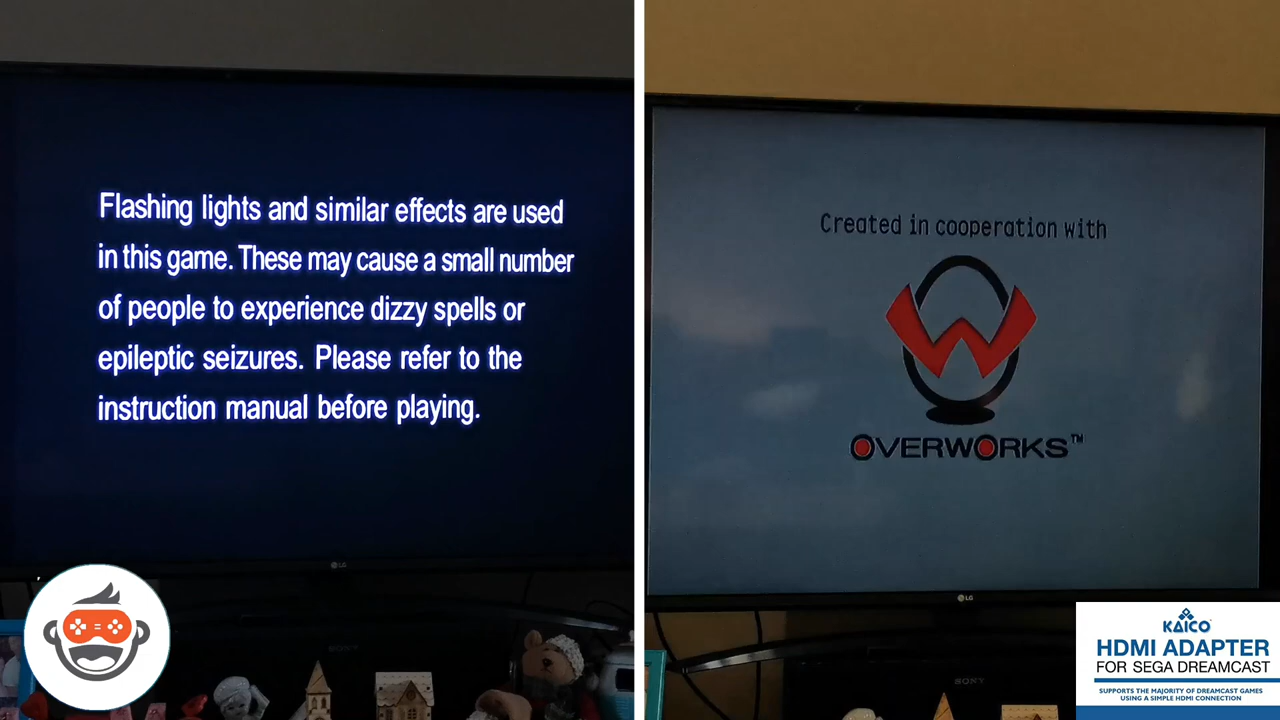 Flashing lights and similar effects are used
in this game. These may cause a small number
of people to experience dizzy spells or
epileptic seizures. Please refer to the
instruction manual before playing.
LG
SONY
Created in cooperation with
OVERWORKS™
LG
SONY
KAICO
HDMI ADAPTER
FOR SEGA DREAMCAST
SUPPORTS THE MAJORITY OF DREAMCAST GAMES
USING A SIMPLE HDMI CONNECTION